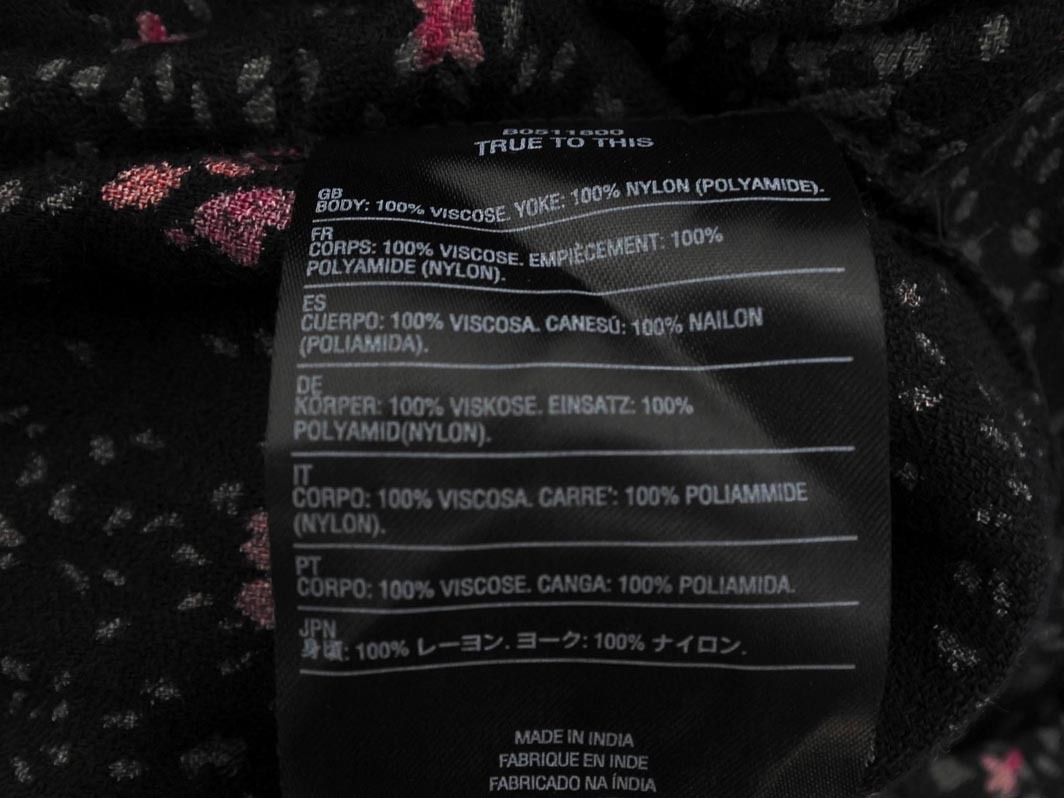 B0511800
TRUE TO THIS
GB
BODY: 100% VISCOSE. YOKE: 100% NYLON (POLYAMIDE).
FR
CORPS: 100% VISCOSE. EMPIÈCEMENT: 100%
POLYAMIDE (NYLON).
ES
CUERPO: 100% VISCOSA. CANESÚ: 100% NAILON
(POLIAMIDA).
DE
KÖRPER: 100% VISKOSE. EINSATZ: 100%
POLYAMID(NYLON).
IT
CORPO: 100% VISCOSA. CARRE': 100% POLIAMMIDE
(NYLON).
PT
CORPO: 100% VISCOSE. CANGA: 100% POLIAMIDA.
JPN
身頃: 100% レーヨン. ヨーク: 100% ナイロン.
MADE IN INDIA
FABRIQUE EN INDE
FABRICADO NA ÍNDIA